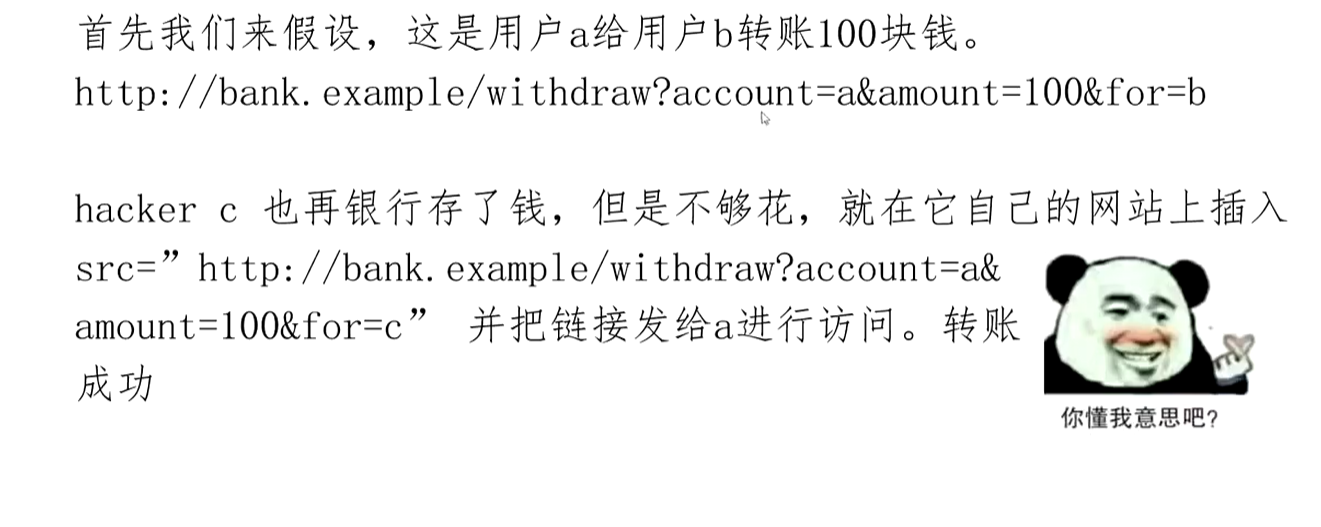 首先我们来假设，这是用户a给用户b转账100块钱。
http://bank.example/withdraw?account=a&amount=100&for=b
hacker c 也再银行存了钱，但是不够花，就在它自己的网站上插入
src=”http://bank.example/withdraw?account=a&
amount=100&for=c” 并把链接发给a进行访问。转账
成功
你懂我意思吧?